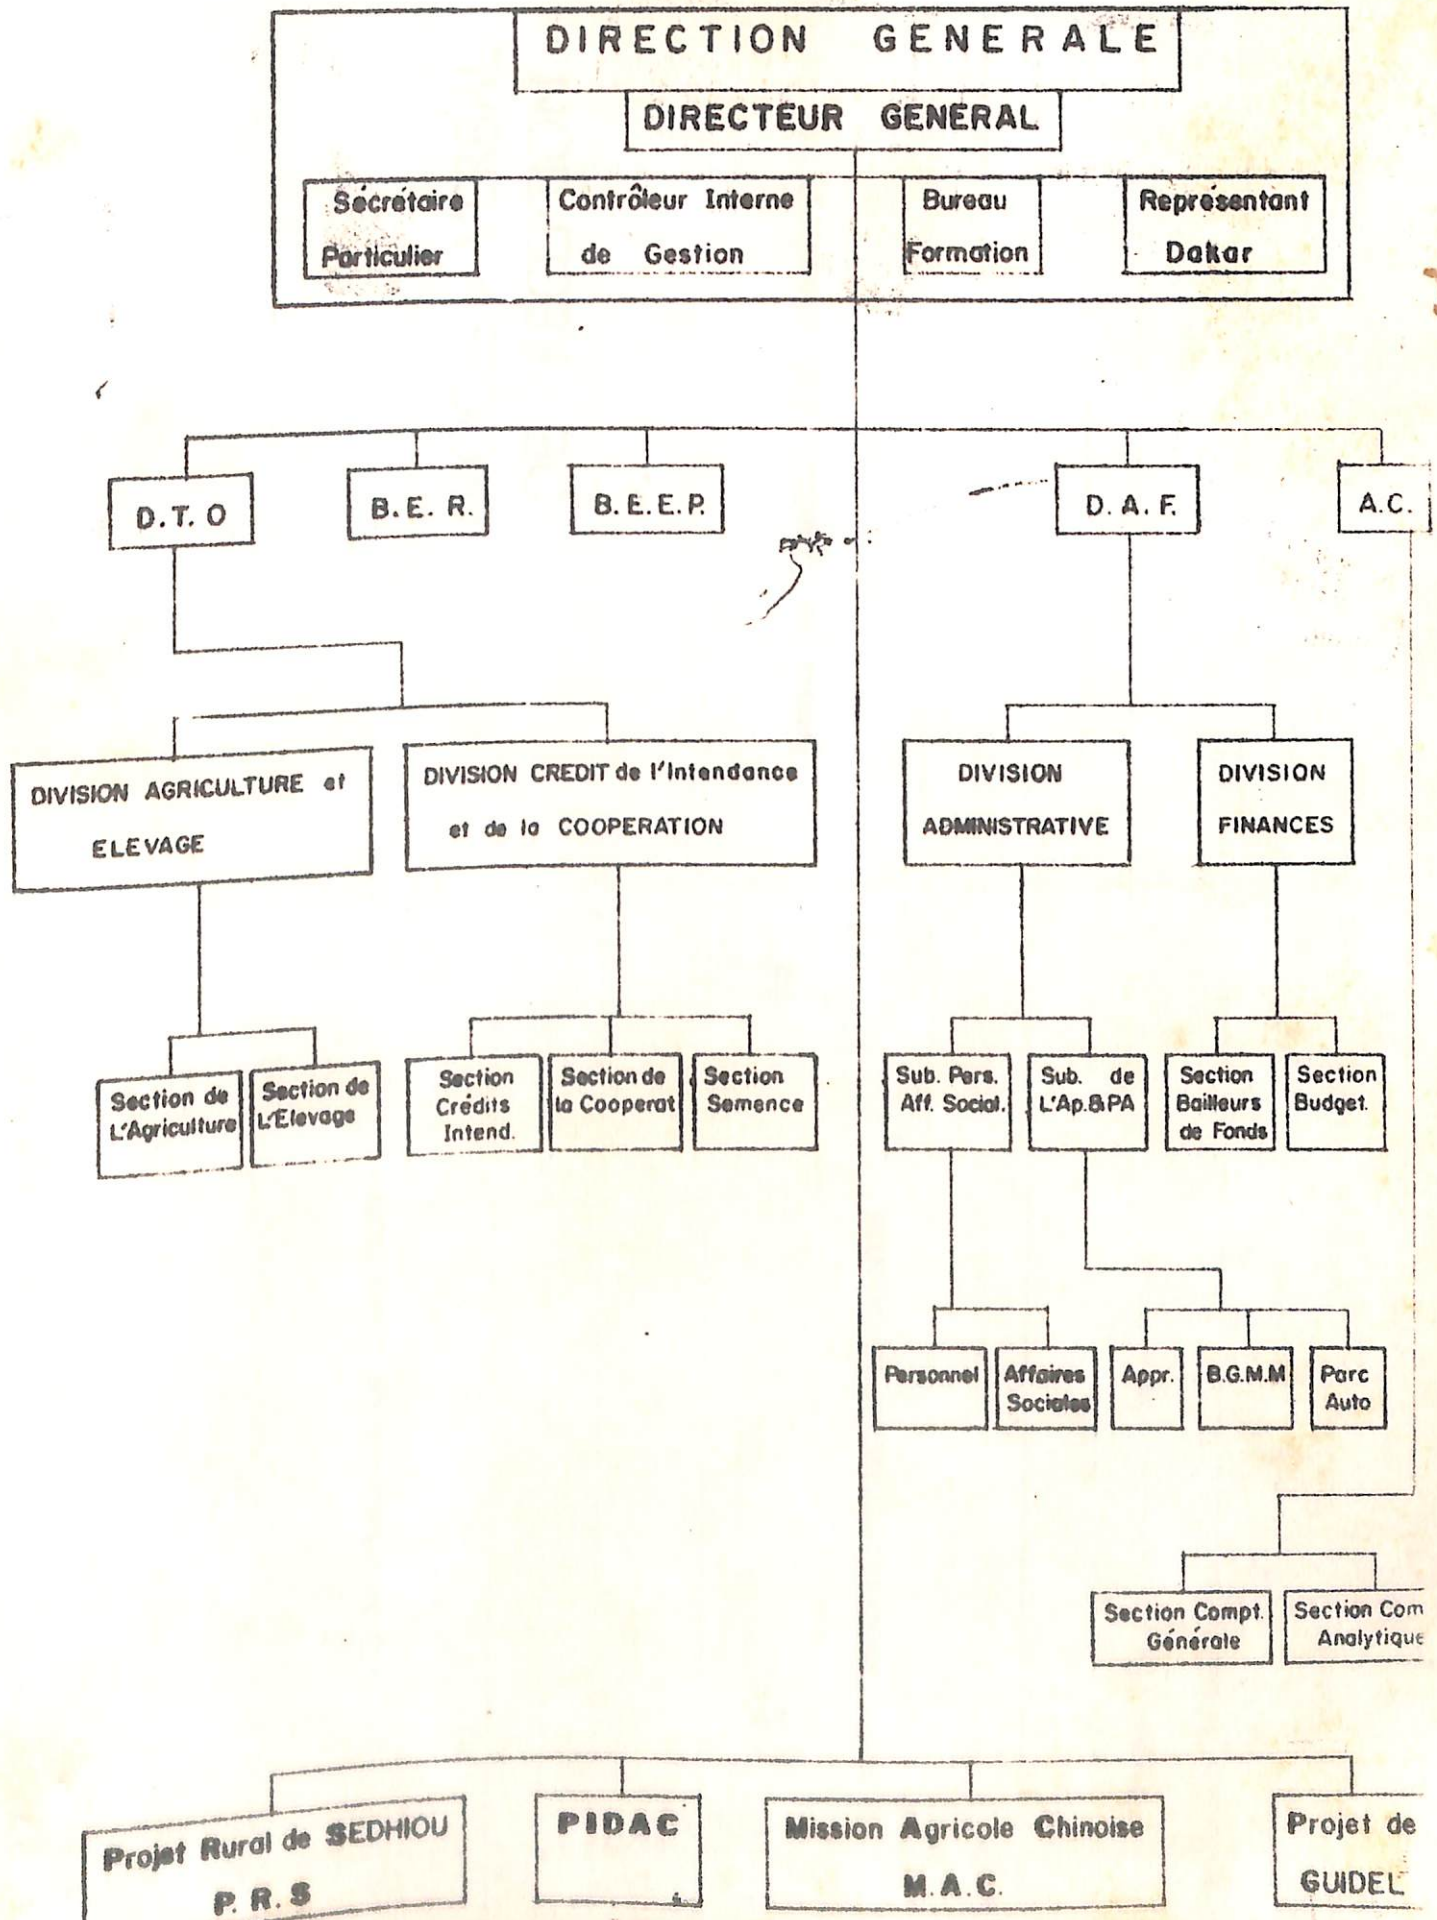 DIRECTION GENERALE
DIRECTEUR GENERAL
Sécrétaire
Particulier
Contrôleur Interne
de Gestion
Bureau
Formation
Représentant
Dakar
D.T.O
B.E.R.
B.E.E.P.
D.A.F.
A.C.
DIVISION AGRICULTURE et
ELEVAGE
DIVISION CREDIT de l'Intendance
et de la COOPERATION
DIVISION
ADMINISTRATIVE
DIVISION
FINANCES
Section de
L'Agriculture
Section de
L'Elevage
Section
Crédits
Intend.
Section de
la Cooperat
Section
Semence
Sub. Pers.
Aff. Social.
Sub. de
L'Ap.&PA
Section
Bailleurs
de Fonds
Section
Budget.
Personnel
Affaires
Sociales
Appr.
B.G.M.M
Parc
Auto
Section Compt.
Générale
Section Com
Analytique
Projet Rural de SEDHIOU
P.R.S
PIDAC
Mission Agricole Chinoise
M.A.C.
Projet de
GUIDEL